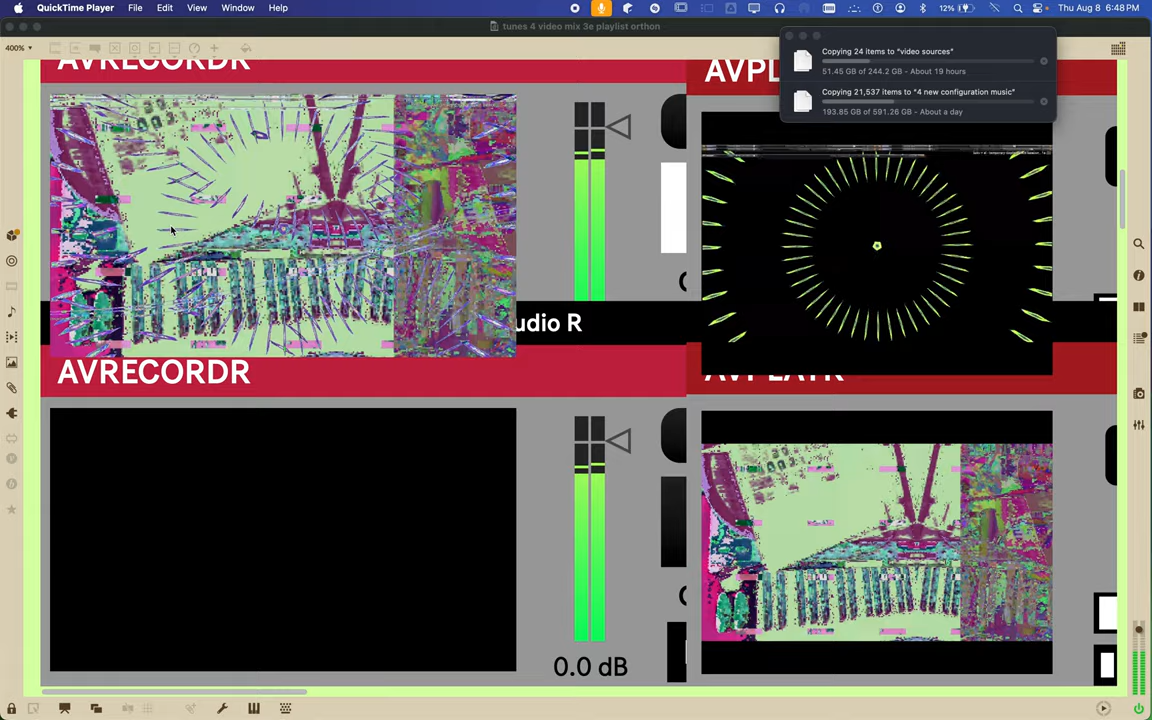 QuickTime Player File Edit View Window Help 12% Thu Aug 8 6:48 PM
tunes 4 video mix 3e playlist orthon
400%
Copying 24 items to "video sources"
51.45 GB of 244.2 GB - About 19 hours
Copying 21,537 items to "4 new configuration music"
193.85 GB of 591.26 GB - About a day
AVRECORDR
AVPL
udio R
AVRECORDR
AVPLAYR
0.0 dB